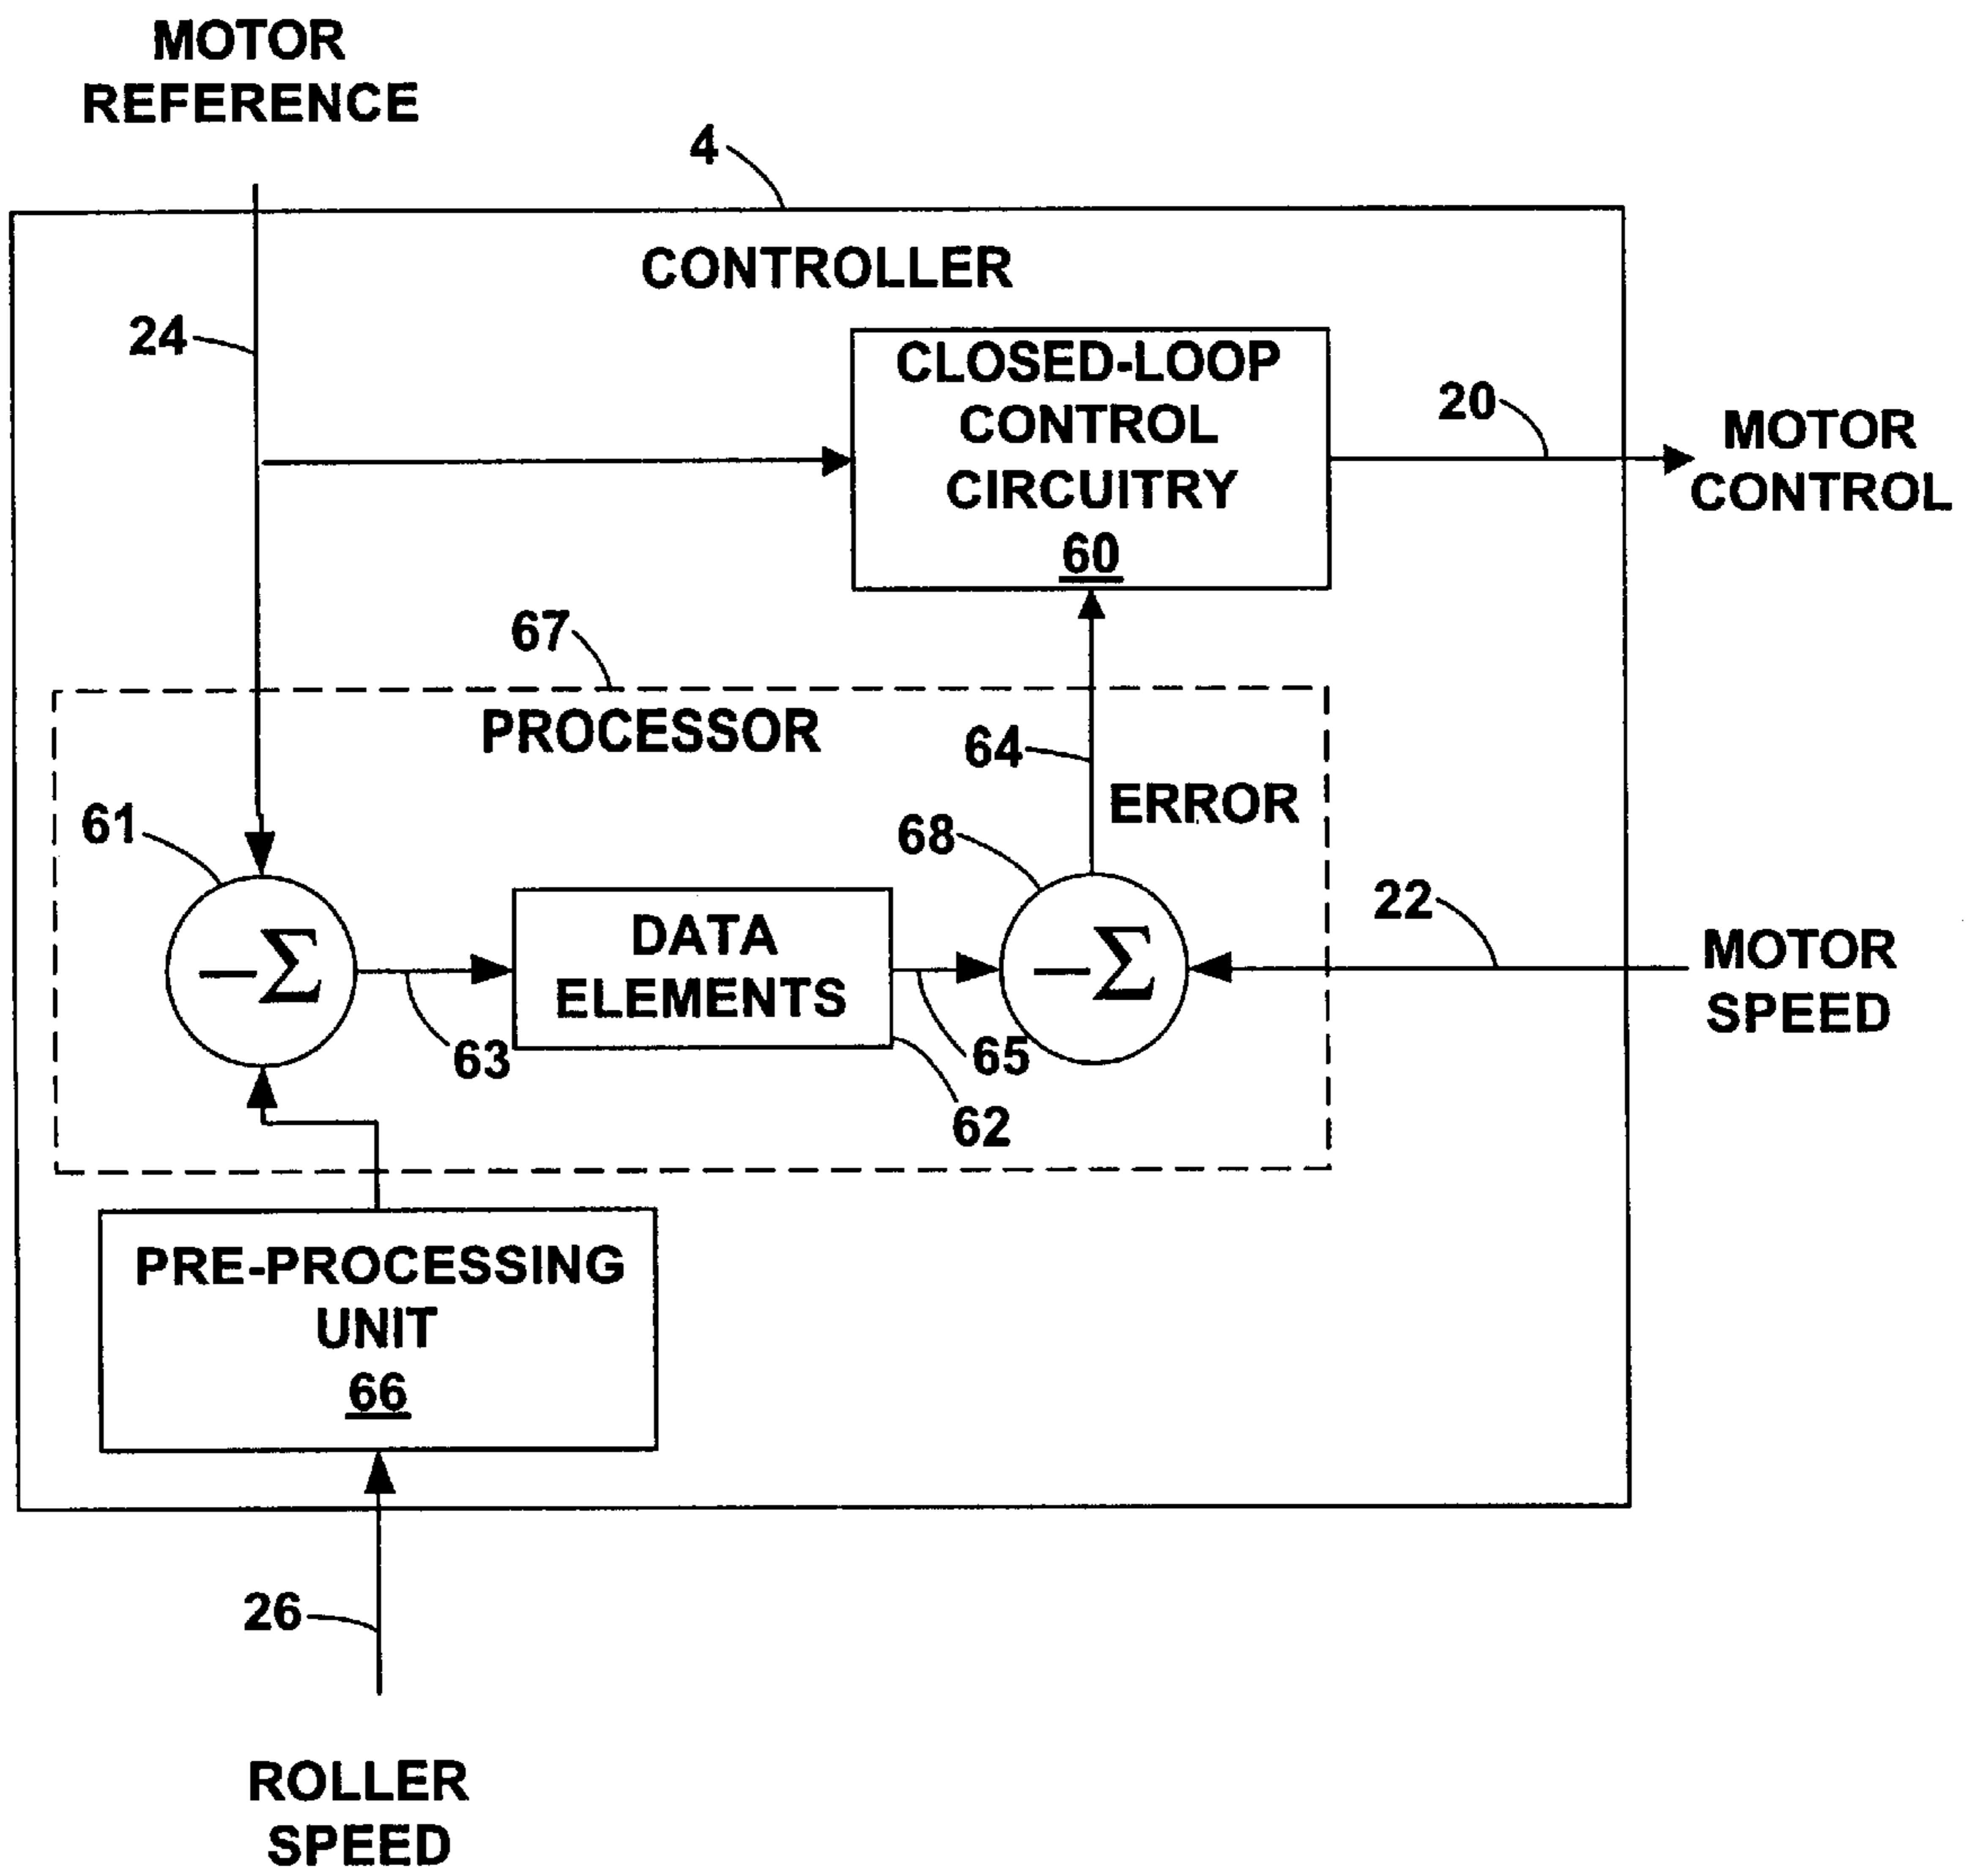 MOTOR
REFERENCE
4
CONTROLLER
24
CLOSED-LOOP
CONTROL
CIRCUITRY
60
20
MOTOR
CONTROL
67
PROCESSOR
64
ERROR
61
68
22
−Σ
DATA
ELEMENTS
−Σ
MOTOR
SPEED
63
65
62
PRE-PROCESSING
UNIT
66
26
ROLLER
SPEED